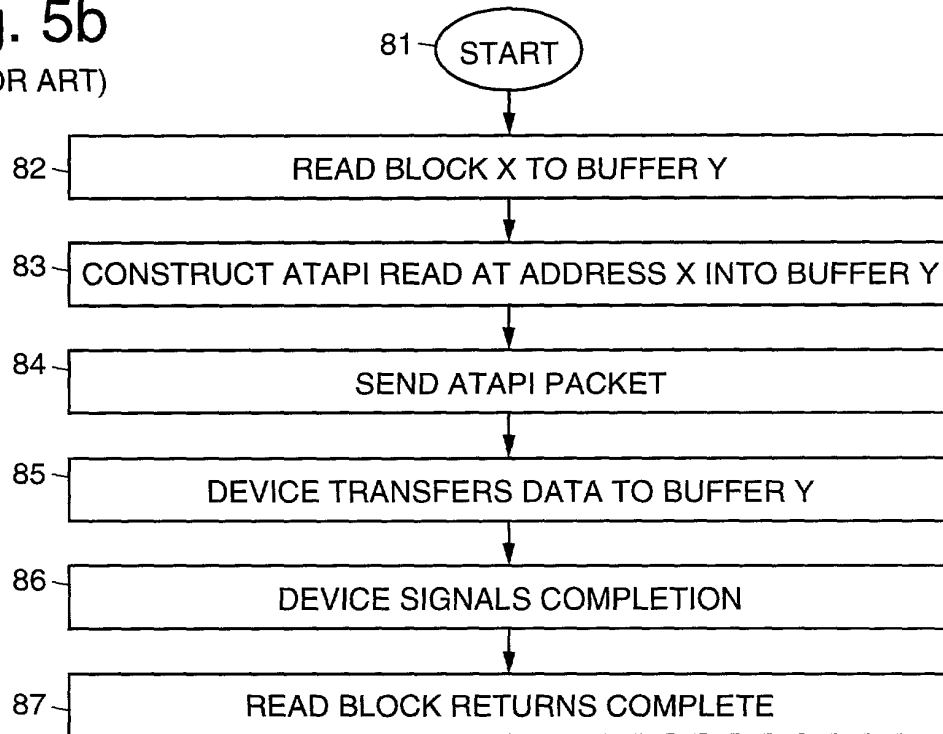 . 5b
OR ART)
81 START
82 READ BLOCK X TO BUFFER Y
83 CONSTRUCT ATAPI READ AT ADDRESS X INTO BUFFER Y
84 SEND ATAPI PACKET
85 DEVICE TRANSFERS DATA TO BUFFER Y
86 DEVICE SIGNALS COMPLETION
87 READ BLOCK RETURNS COMPLETE